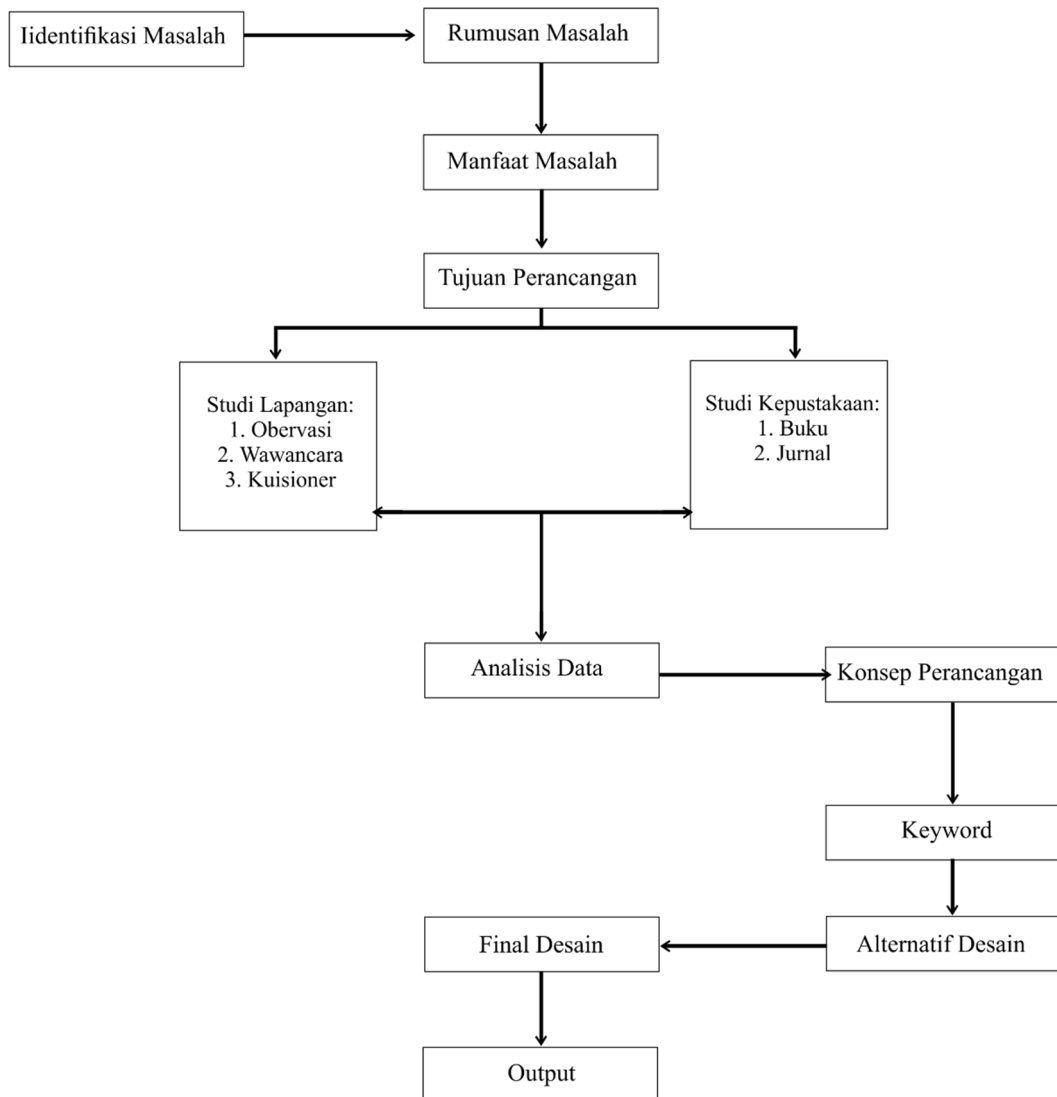 Iidentifikasi Masalah
Rumusan Masalah
Manfaat Masalah
Tujuan Perancangan
Studi Lapangan:
1. Obervasi
2. Wawancara
3. Kuisioner
Studi Kepustakaan:
1. Buku
2. Jurnal
Analisis Data
Konsep Perancangan
Keyword
Alternatif Desain
Final Desain
Output